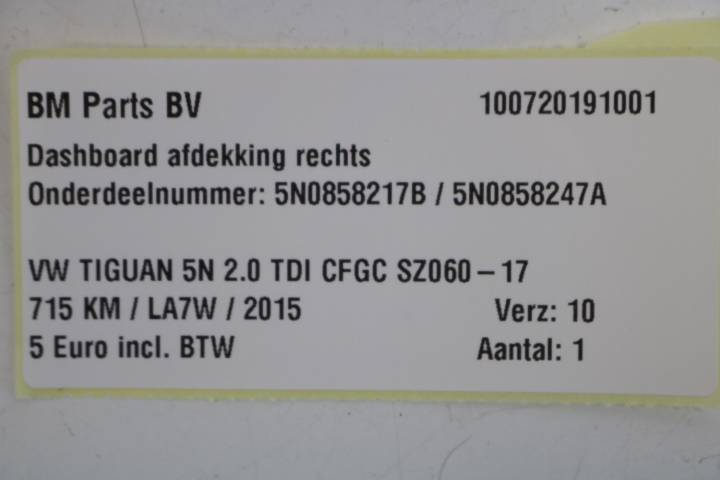 BM Parts BV 100720191001
Dashboard afdekking rechts
Onderdeelnummer: 5N0858217B / 5N0858247A
VW TIGUAN 5N 2.0 TDI CFGC SZ060 – 17
715 KM / LA7W / 2015 Verz: 10
5 Euro incl. BTW Aantal: 1